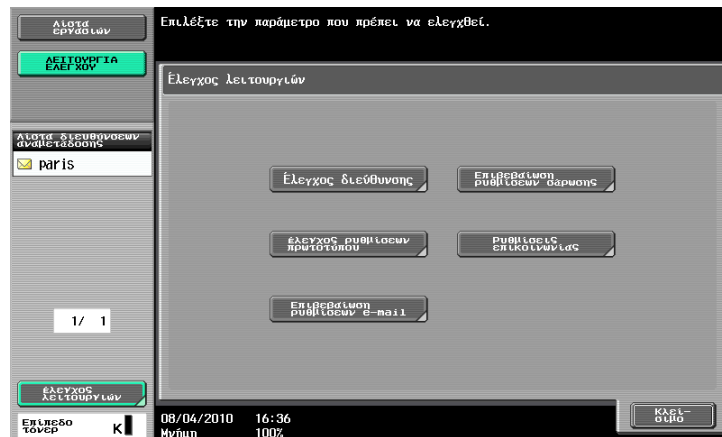 Λίστα
εργασιών
Επιλέξτε την παράμετρο που πρέπει να ελεγχθεί.
ΛΕΙΤΟΥΡΓΙΑ
ΕΛΕΓΧΟΥ
Έλεγχος λειτουργιών
Λίστα διευθύνσεων
αναμετάδοσης
paris
Έλεγχος διεύθυνσης
Επιβεβαίωση
ρυθμίσεων σάρωσης
έλεγχος ρυθμίσεων
πρωτοτύπου
Ρυθμίσεις
επικοινωνίας
Επιβεβαίωση
ρυθμίσεων e-mail
1/ 1
έλεγχος
λειτουργιών
Επίπεδο
τόνερ
K
08/04/2010 16:36
Μνήμη 100%
Κλεί-
σιμο